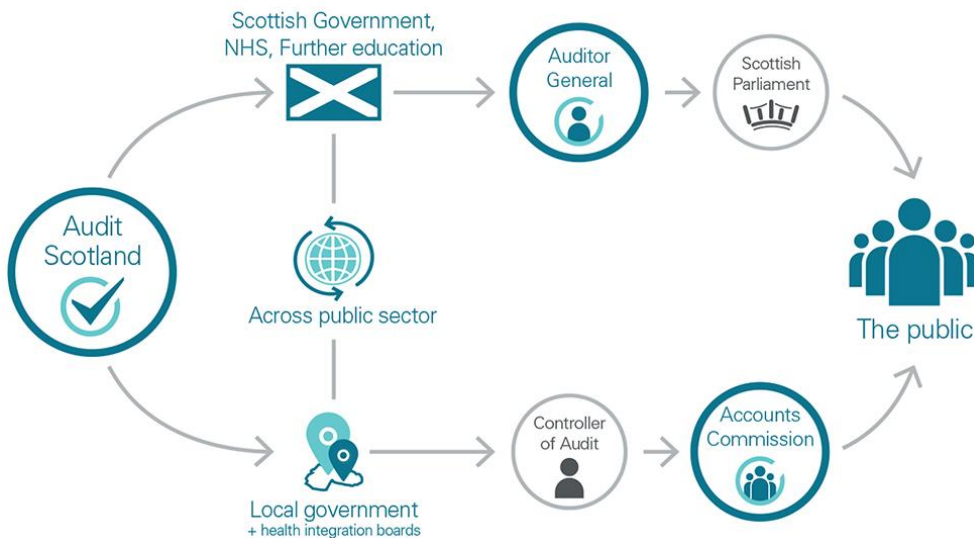 Scottish Government,
NHS, Further education
Auditor
General
Scottish
Parliament
Audit
Scotland
Across public sector
The public
Local government
+ health integration boards
Controller
of Audit
Accounts
Commission